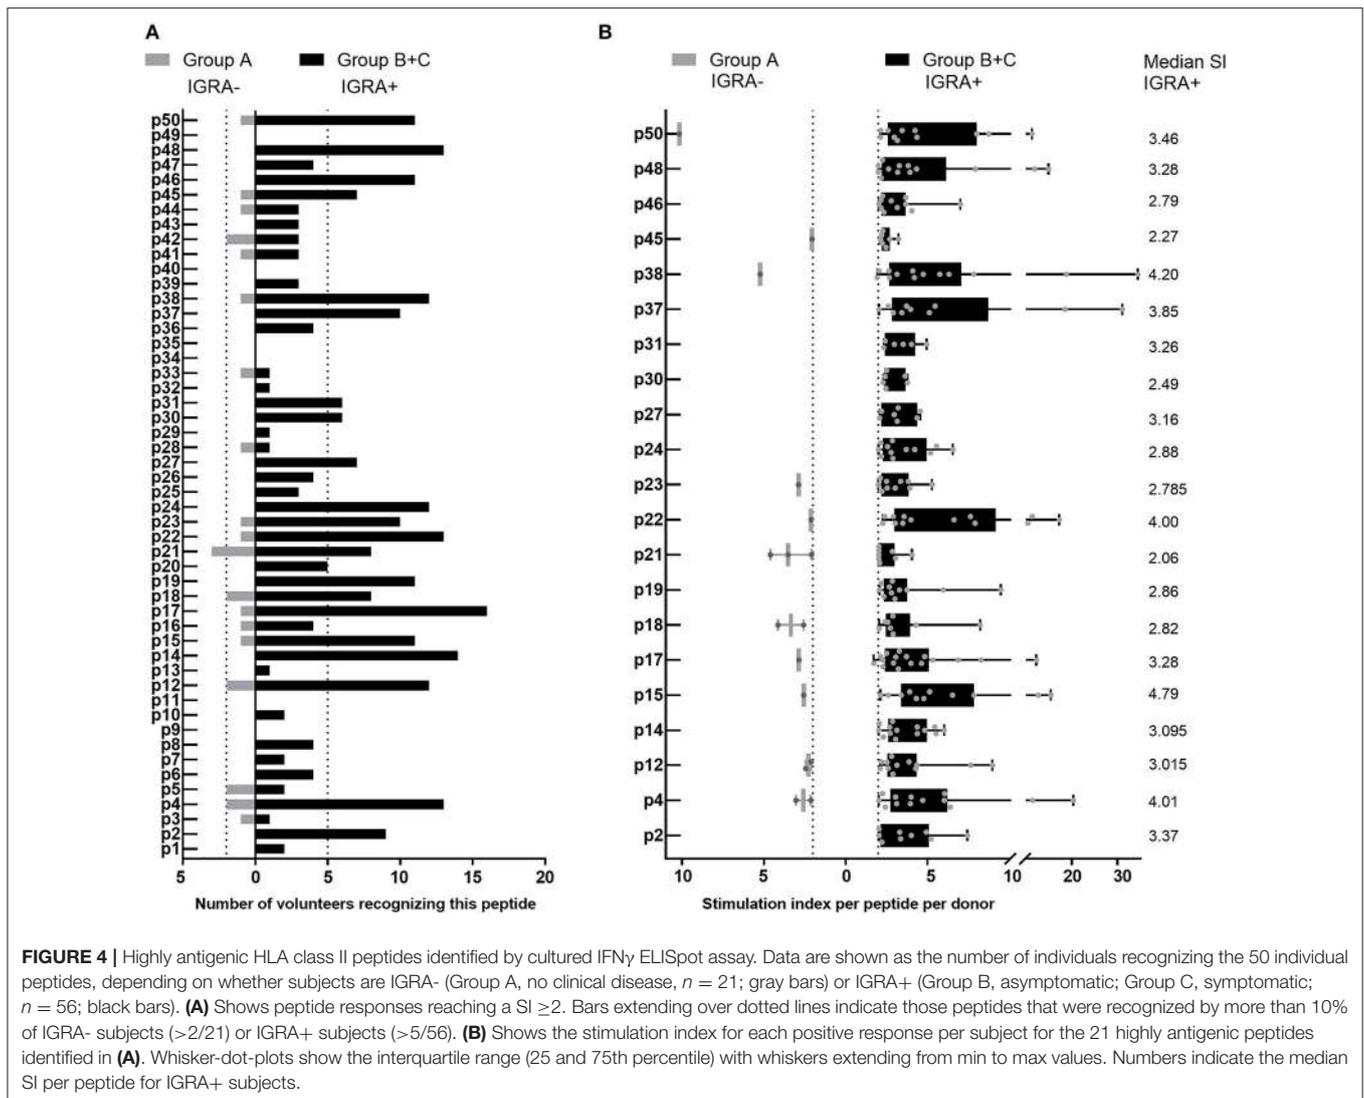 A
Group A
Group B+C
IGRA-
IGRA+
p50
p49
p48
p47
p46
p45
p44
p43
p42
p41
p40
p39
p38
p37
p36
p35
p34
p33
p32
p31
p30
p29
p28
p27
p26
p25
p24
p23
p22
p21
p20
p19
p18
p17
p16
p15
p14
p13
p12
p11
p10
p9
p8
p7
p6
p5
p4
p3
p2
p1
5 0 5 10 15 20
Number of volunteers recognizing this peptide
B
Group A
Group B+C
Median SI
IGRA-
IGRA+
IGRA+
p50 3.46
p48 3.28
p46 2.79
p45 2.27
p38 4.20
p37 3.85
p31 3.26
p30 2.49
p27 3.16
p24 2.88
p23 2.785
p22 4.00
p21 2.06
p19 2.86
p18 2.82
p17 3.28
p15 4.79
p14 3.095
p12 3.015
p4 4.01
p2 3.37
10 5 0 5 10 20 30
Stimulation index per peptide per donor
FIGURE 4 | Highly antigenic HLA class II peptides identified by cultured IFNγ ELISpot assay. Data are shown as the number of individuals recognizing the 50 individual
peptides, depending on whether subjects are IGRA- (Group A, no clinical disease, n = 21; gray bars) or IGRA+ (Group B, asymptomatic; Group C, symptomatic;
n = 56; black bars). (A) Shows peptide responses reaching a SI ≥2. Bars extending over dotted lines indicate those peptides that were recognized by more than 10%
of IGRA- subjects (>2/21) or IGRA+ subjects (>5/56). (B) Shows the stimulation index for each positive response per subject for the 21 highly antigenic peptides
identified in (A). Whisker-dot-plots show the interquartile range (25 and 75th percentile) with whiskers extending from min to max values. Numbers indicate the median
SI per peptide for IGRA+ subjects.